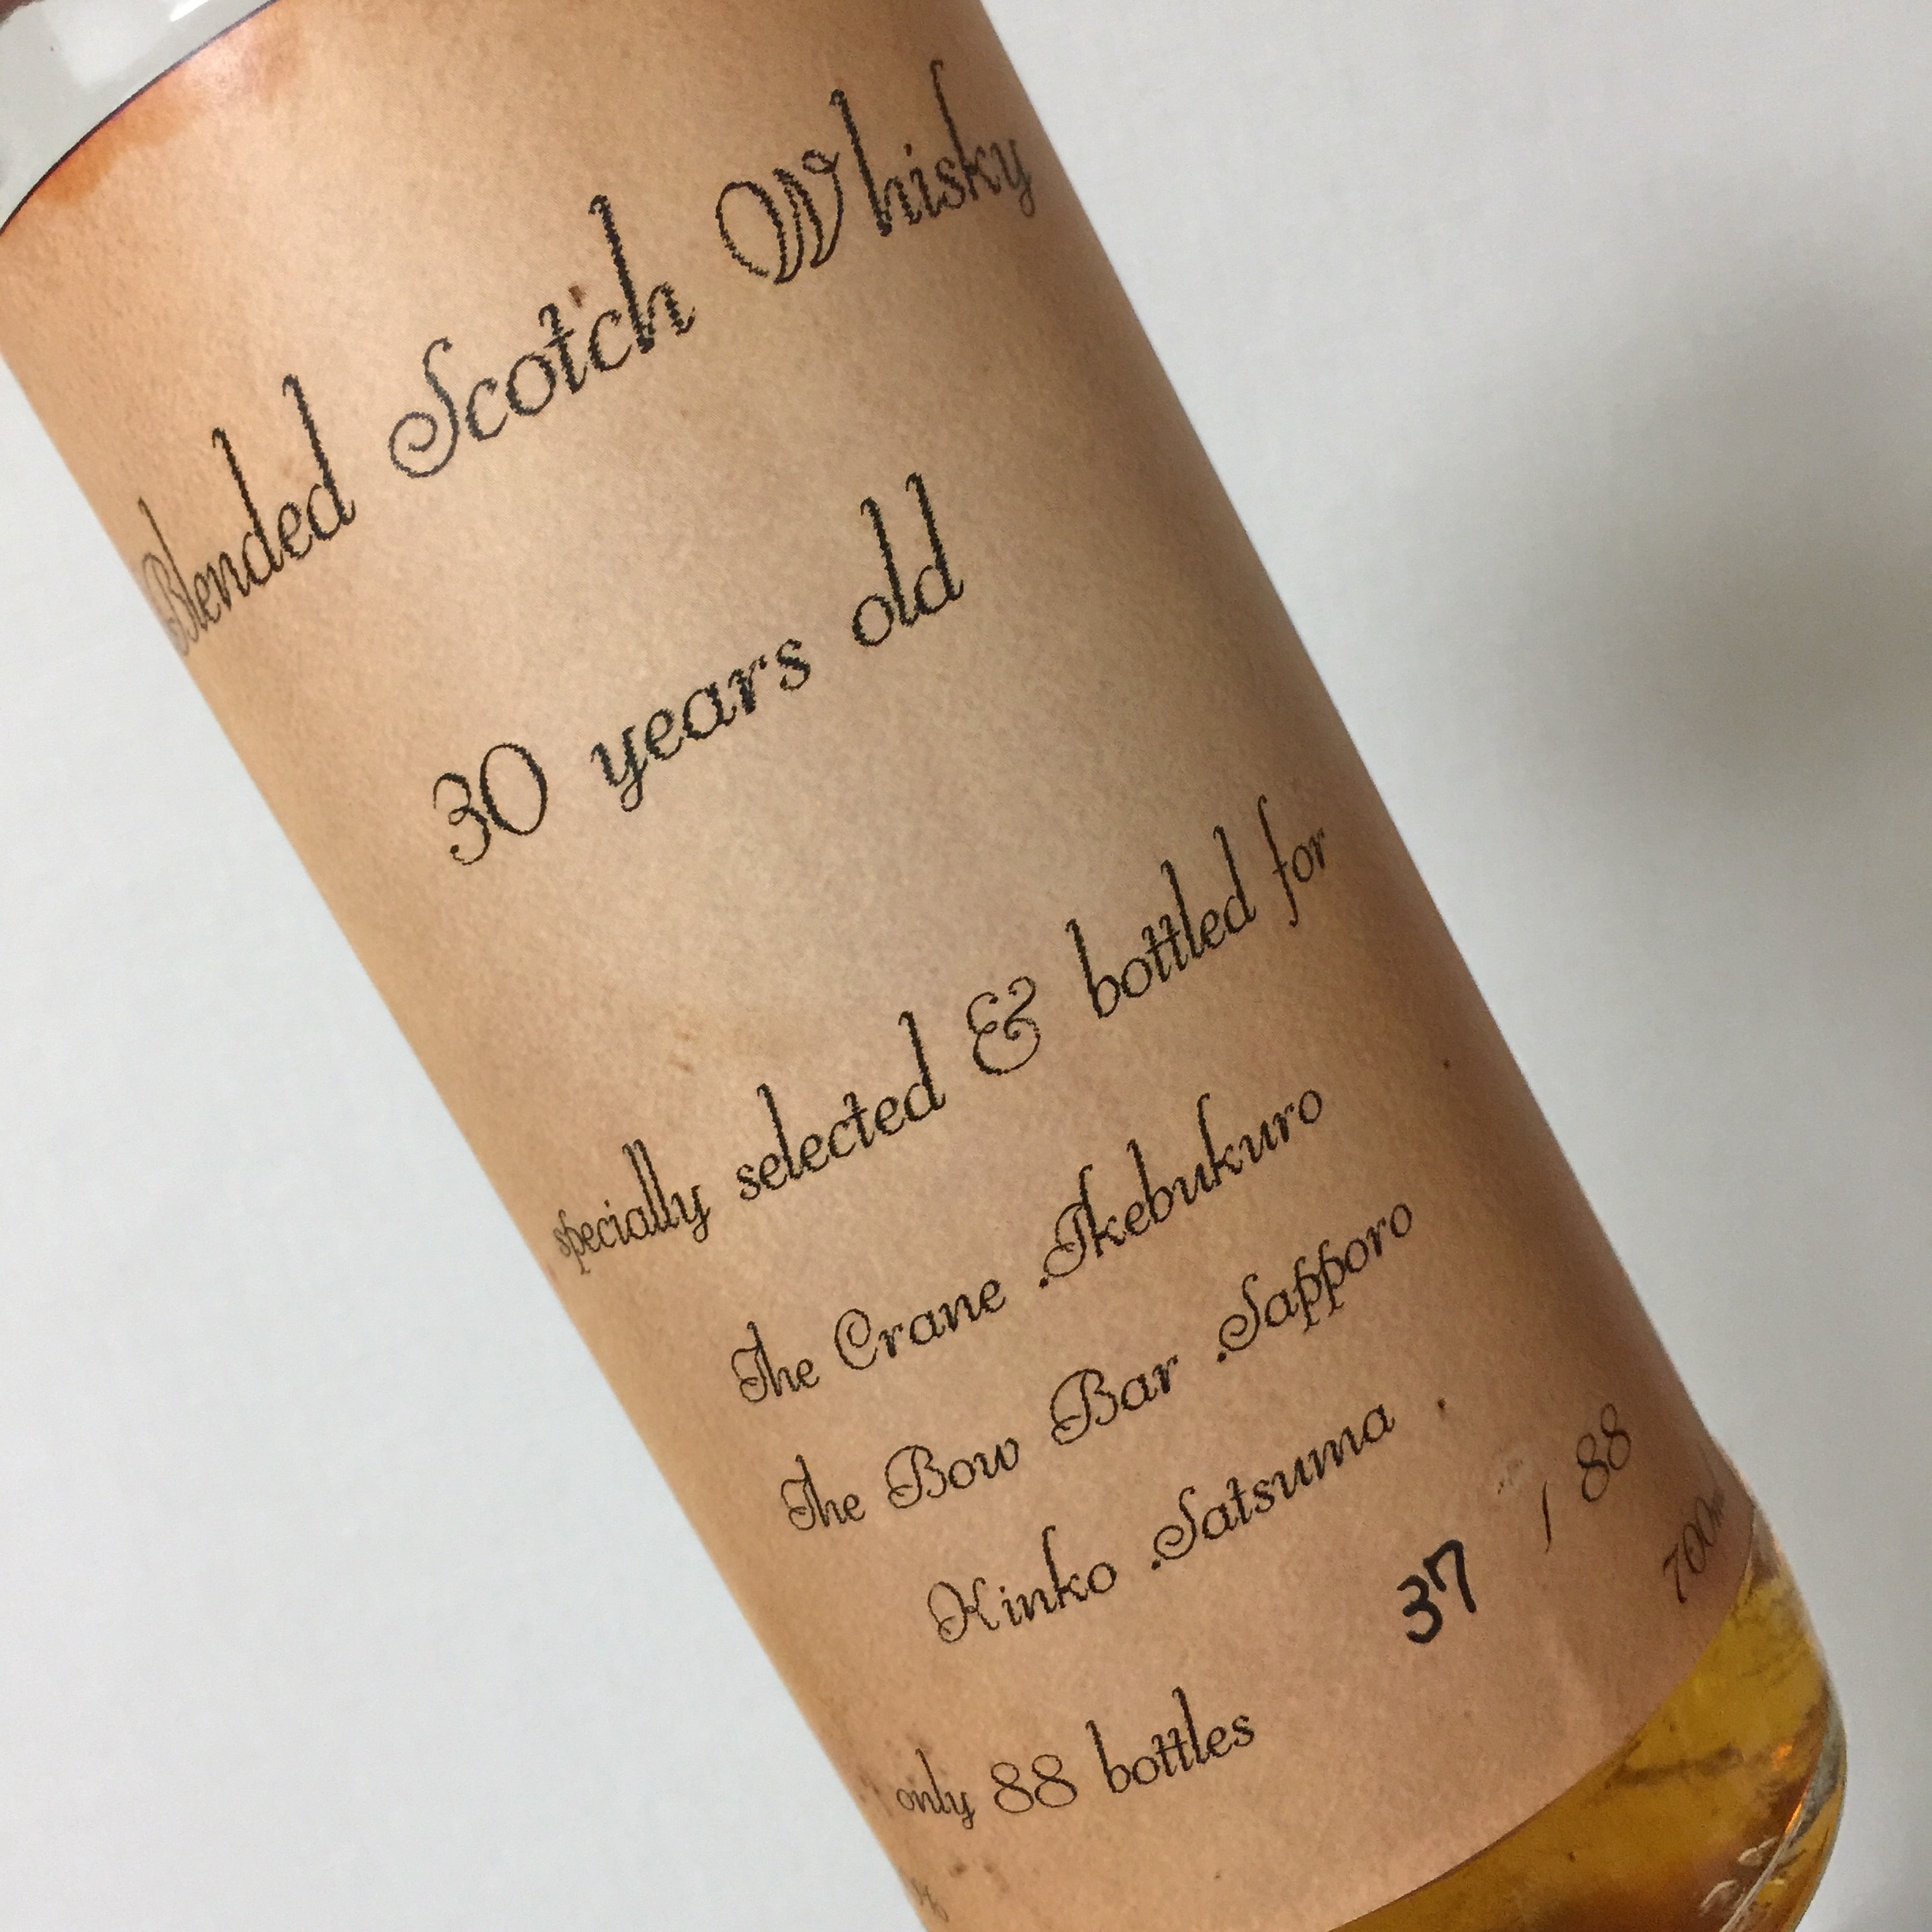 Blended Scotch Whisky
30 years old
specially selected & bottled for
The Crane .Ikebukuro
The Bow Bar .Sapporo
Kinko .Satsuma
only 88 bottles 37 / 88